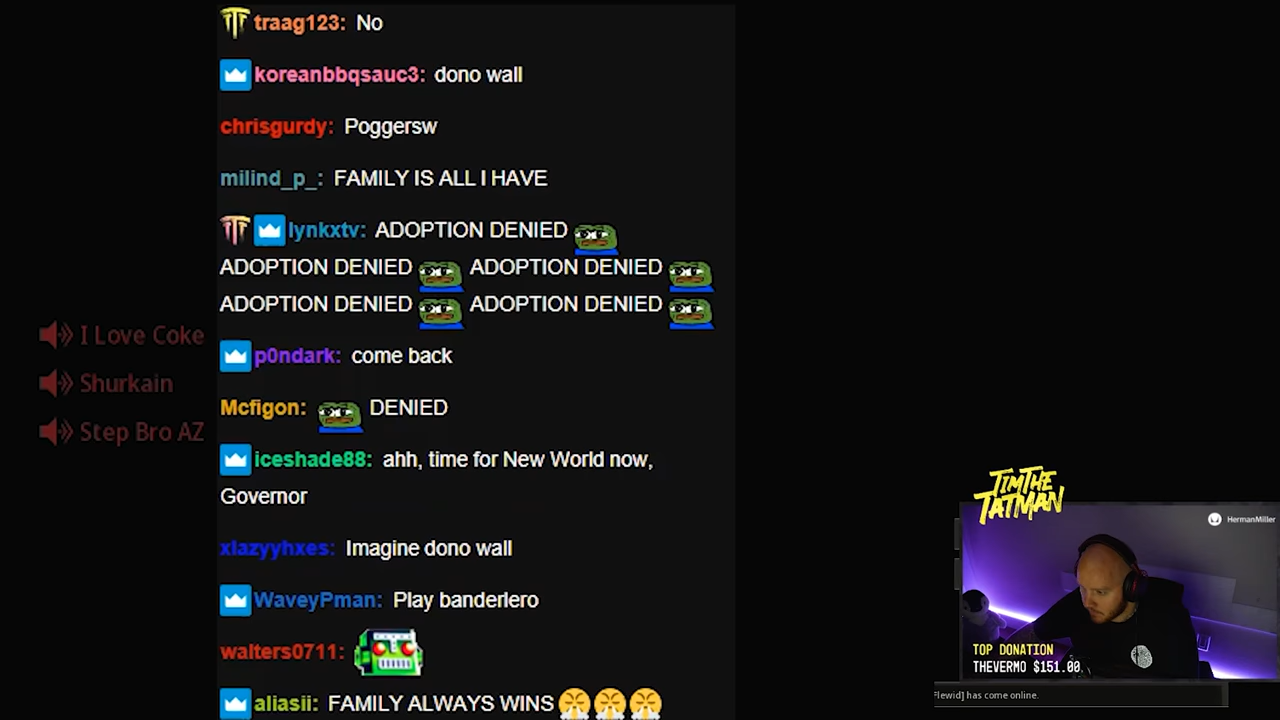 traag123: No
koreanbbqsauc3: dono wall
chrisgurdy: Poggersw
milind_p_: FAMILY IS ALL I HAVE
lynkxtv: ADOPTION DENIED
ADOPTION DENIED ADOPTION DENIED
ADOPTION DENIED ADOPTION DENIED
p0ndark: come back
Mcfigon: DENIED
iceshade88: ahh, time for New World now,
Governor
xlazyyhxes: Imagine dono wall
WaveyPman: Play banderlero
walters0711:
aliasii: FAMILY ALWAYS WINS
I Love Coke
Shurkain
Step Bro AZ
TIMTHE
TATMAN
HermanMiller
TOP DONATION
THEVERMO $151.00
Flewid] has come online.